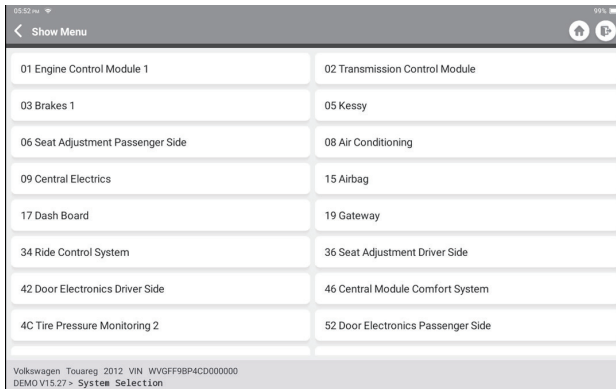 05:52 PM
99%
Show Menu
01 Engine Control Module 1
02 Transmission Control Module
03 Brakes 1
05 Kessy
06 Seat Adjustment Passenger Side
08 Air Conditioning
09 Central Electrics
15 Airbag
17 Dash Board
19 Gateway
34 Ride Control System
36 Seat Adjustment Driver Side
42 Door Electronics Driver Side
46 Central Module Comfort System
4C Tire Pressure Monitoring 2
52 Door Electronics Passenger Side
Volkswagen Touareg 2012 VIN WVGFF9BP4CD000000
DEMO V15.27 > System Selection